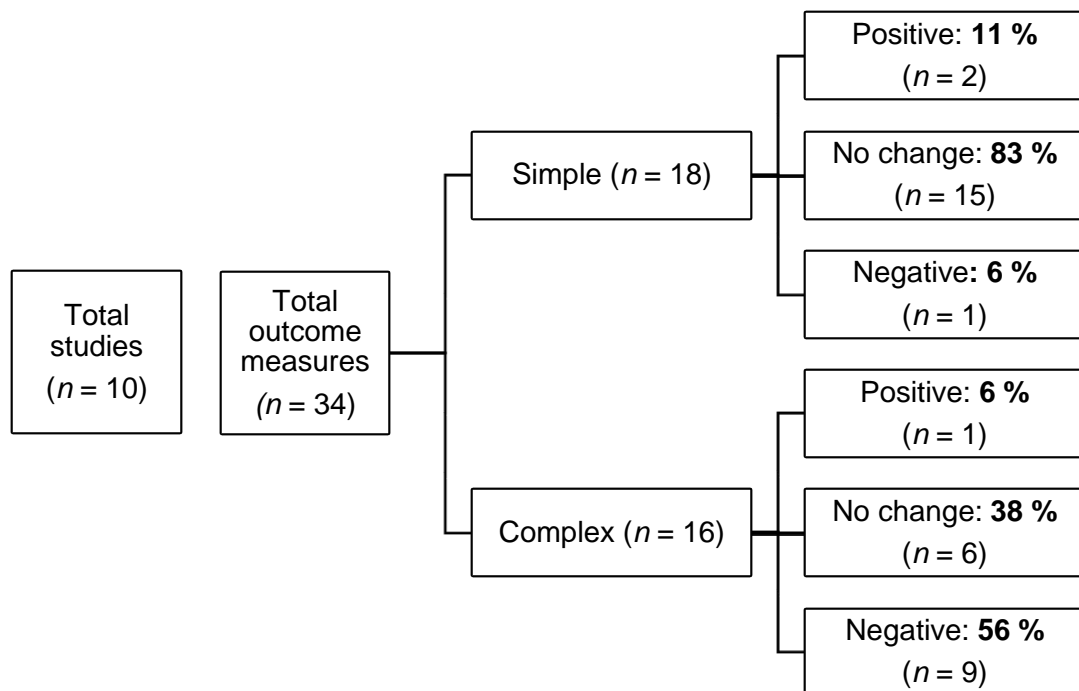 Total
studies
(n = 10)
Total
outcome
measures
(n = 34)
Simple (n = 18)
Positive: 11 %
(n = 2)
No change: 83 %
(n = 15)
Negative: 6 %
(n = 1)
Complex (n = 16)
Positive: 6 %
(n = 1)
No change: 38 %
(n = 6)
Negative: 56 %
(n = 9)